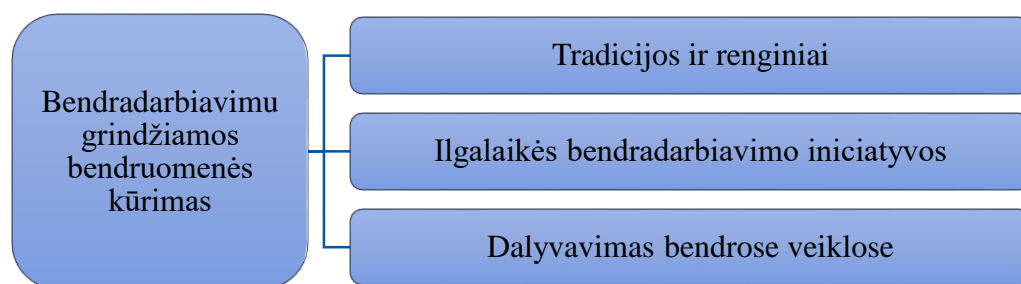 Bendradarbiavimu
grindžiamos
bendruomenės
kūrimas
Tradicijos ir renginiai
Ilgalaikės bendradarbiavimo iniciatyvos
Dalyvavimas bendrose veiklose